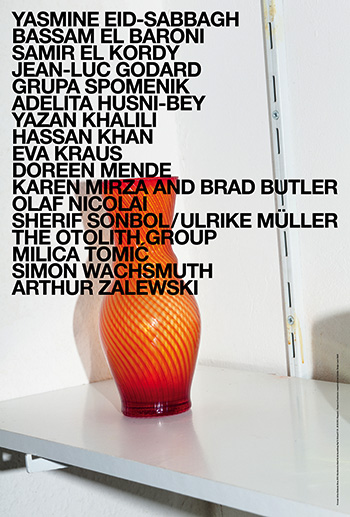 YASMINE EID-SABBAGH
BASSAM EL BARONI
SAMIR EL KORDY
JEAN-LUC GODARD
GRUPA SPOMENIK
ADELITA HUSNI-BEY
YAZAN KHALILI
HASSAN KHAN
EVA KRAUS
DOREEN MENDE
KAREN MIRZA AND BRAD BUTLER
OLAF NICOLAI
SHERIF SONBOL/ULRIKE MÜLLER
THE OTOLITH GROUP
MILICA TOMIC
SIMON WACHSMUTH
ARTHUR ZALEWSKI